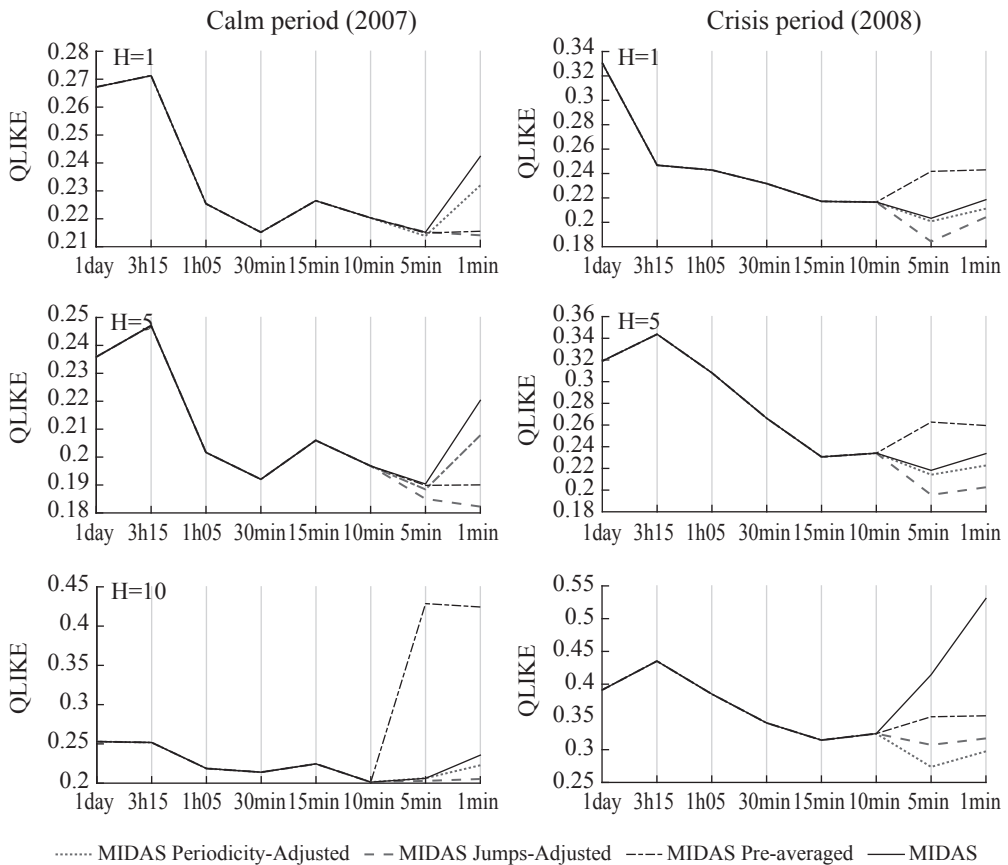 Calm period (2007)
Crisis period (2008)
H=1
QLIKE
0.28
0.27
0.26
0.25
0.24
0.23
0.22
0.21
1day 3h15 1h05 30min 15min 10min 5min 1min
H=1
QLIKE
0.34
0.32
0.3
0.28
0.24
0.22
0.2
0.18
1day 3h15 1h05 30min 15min 10min 5min 1min
H=5
QLIKE
0.25
0.24
0.23
0.22
0.21
0.2
0.19
0.18
1day 3h15 1h05 30min 15min 10min 5min 1min
H=5
QLIKE
0.36
0.34
0.32
0.3
0.28
0.26
0.24
0.22
0.2
0.18
1day 3h15 1h05 30min 15min 10min 5min 1min
H=10
QLIKE
0.45
0.4
0.35
0.3
0.25
0.2
1day 3h15 1h05 30min 15min 10min 5min 1min
QLIKE
0.55
0.5
0.45
0.4
0.35
0.3
0.25
1day 3h15 1h05 30min 15min 10min 5min 1min
MIDAS Periodicity-Adjusted MIDAS Jumps-Adjusted MIDAS Pre-averaged MIDAS